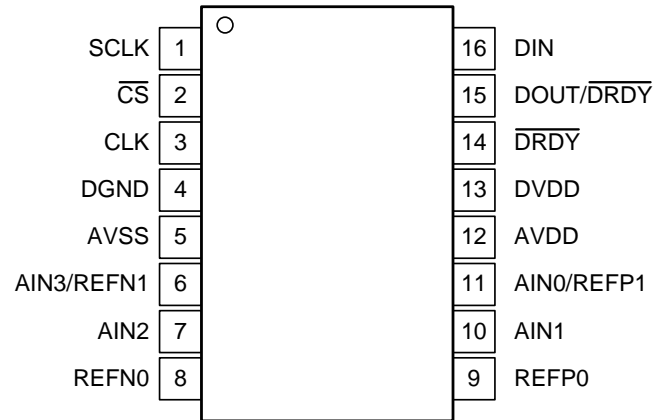 SCLK 1 16 DIN
CS 2 15 DOUT/DRDY
CLK 3 14 DRDY
DGND 4 13 DVDD
AVSS 5 12 AVDD
AIN3/REFN1 6 11 AIN0/REFP1
AIN2 7 10 AIN1
REFN0 8 9 REFP0